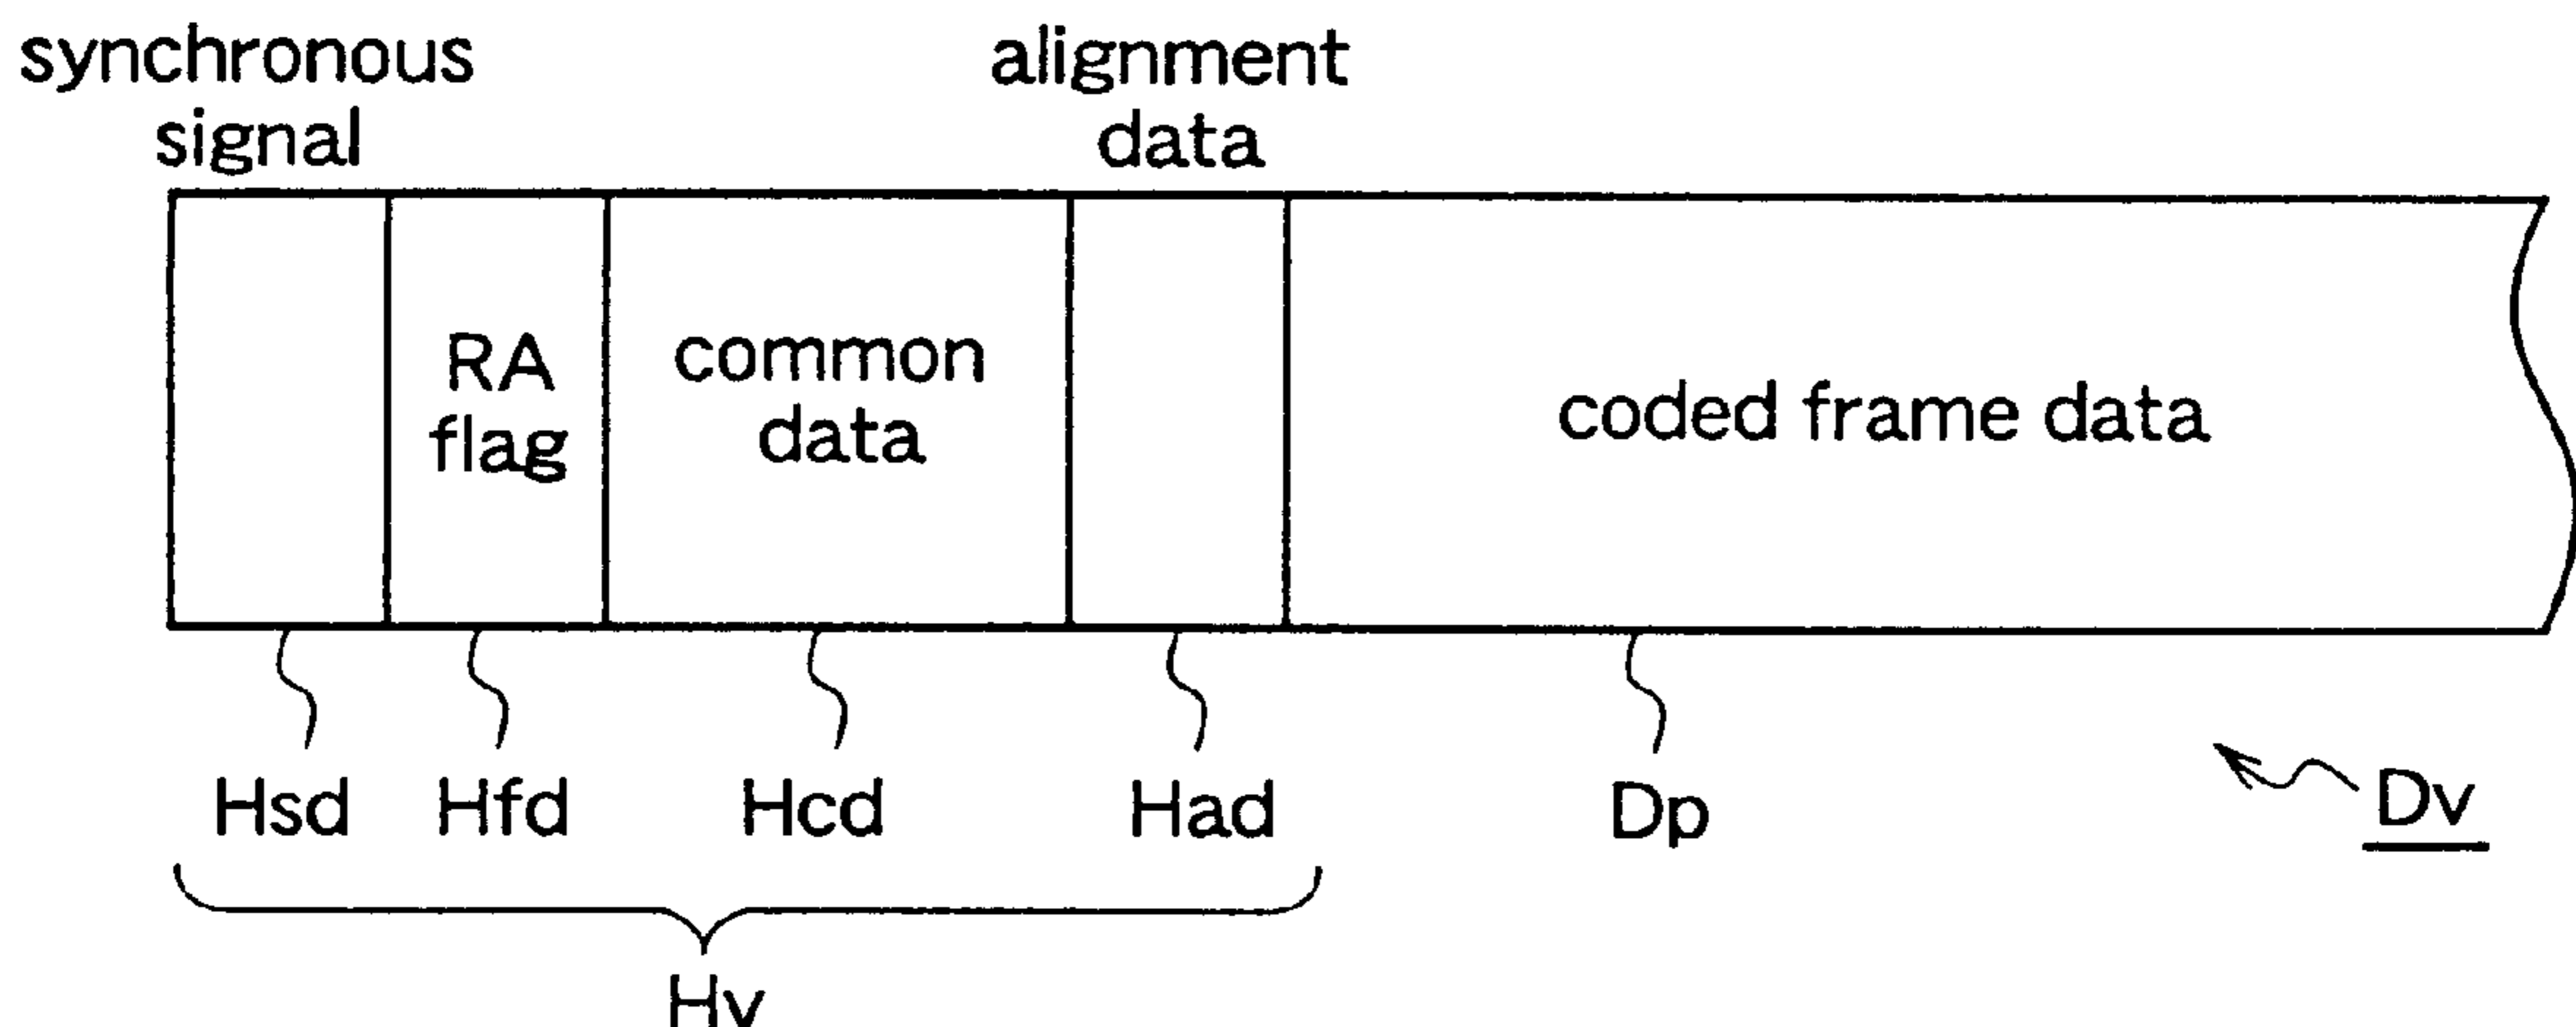 synchronous
signal
alignment
data
RA
flag
common
data
coded frame data
Hsd
Hfd
Hcd
Had
Dp
Dv
Hv